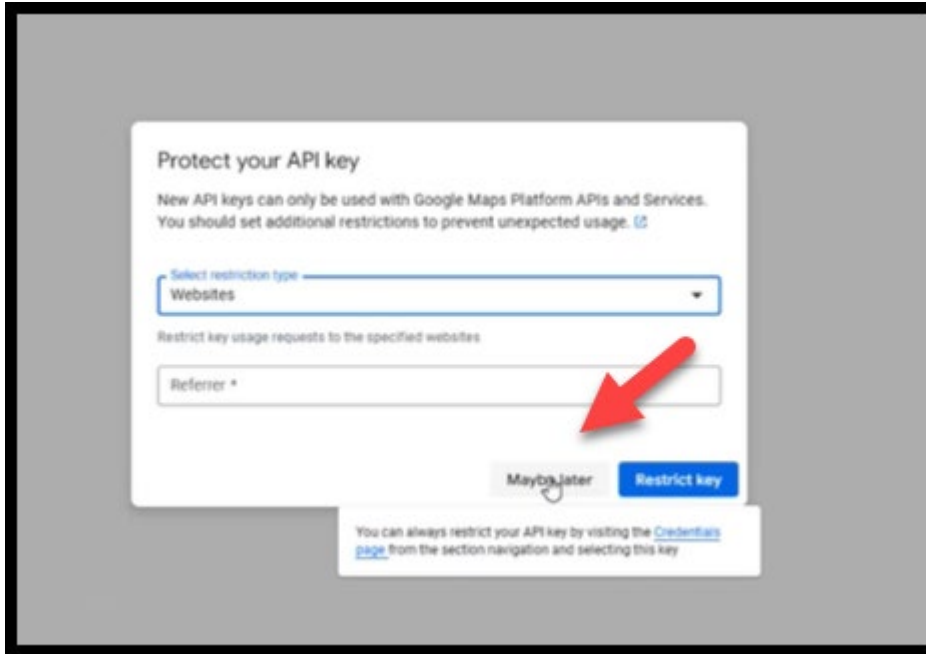 Protect your API key
New API keys can only be used with Google Maps Platform APIs and Services.
You should set additional restrictions to prevent unexpected usage.
Select restriction type
Websites
Restrict key usage requests to the specified websites
Referrer *
Maybe later
Restrict key
You can always restrict your API key by visiting the Credentials
page from the section navigation and selecting this key